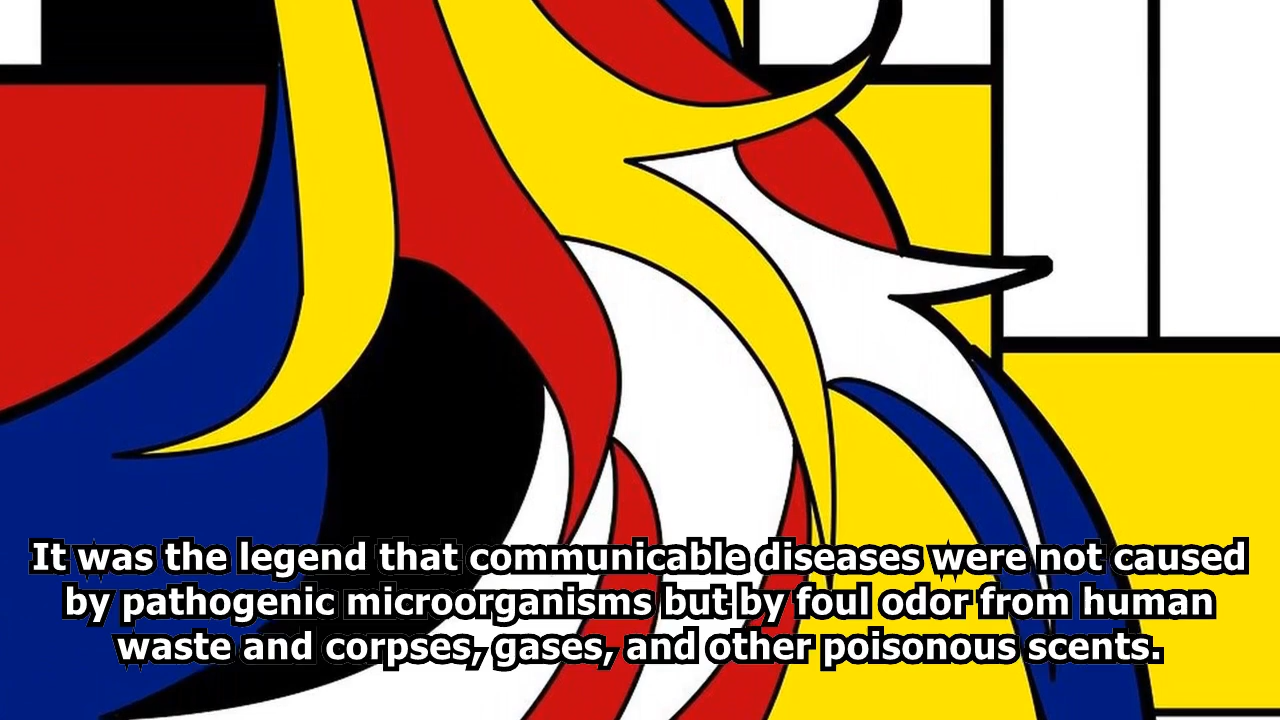 It was the legend that communicable diseases were not caused
by pathogenic microorganisms but by foul odor from human
waste and corpses, gases, and other poisonous scents.